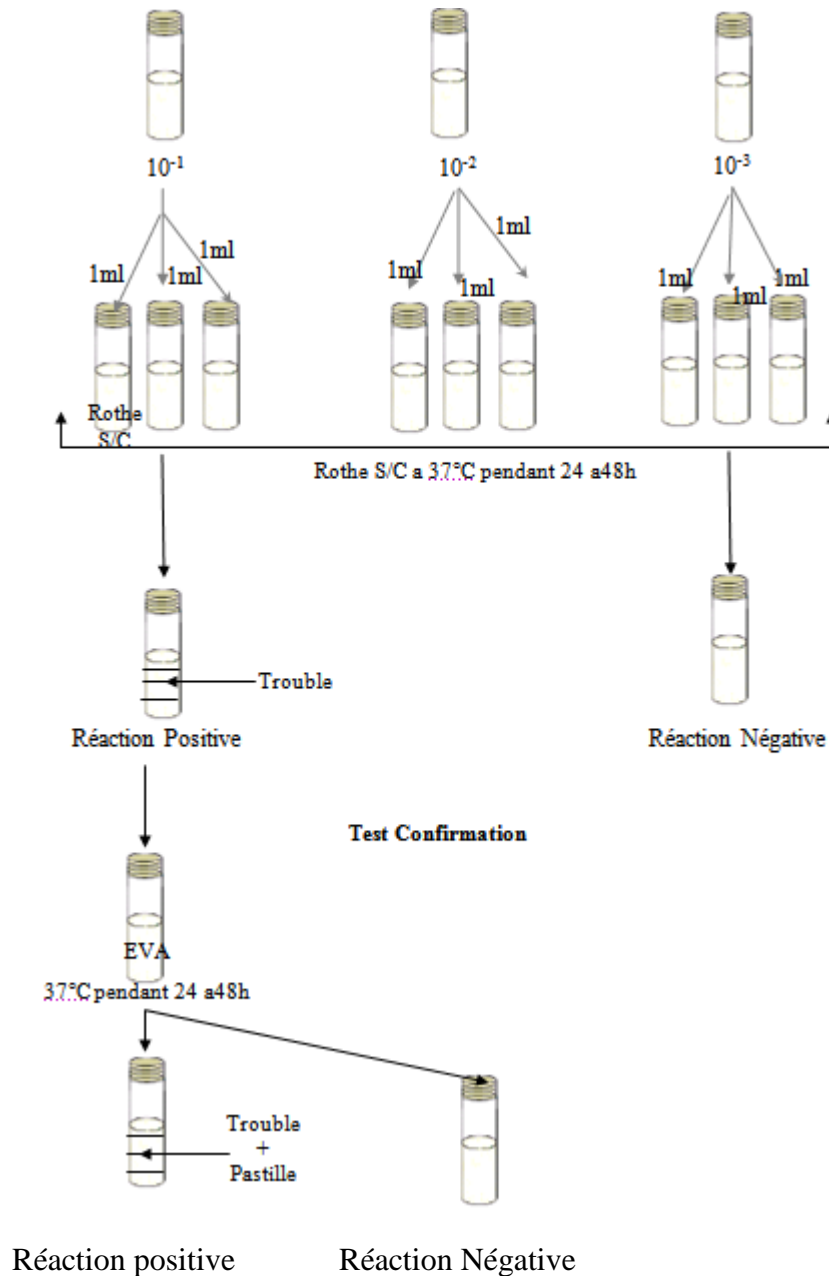 10⁻¹
10⁻²
10⁻³
1ml
1ml
1ml
1ml
1ml
1ml
1ml
1ml
1ml
Rothe
S/C
Rothe S/C a 37°C pendant 24 a48h
Trouble
Réaction Positive
Réaction Négative
Test Confirmation
EVA
37°C pendant 24 a48h
Trouble
+
Pastille
Réaction positive
Réaction Négative